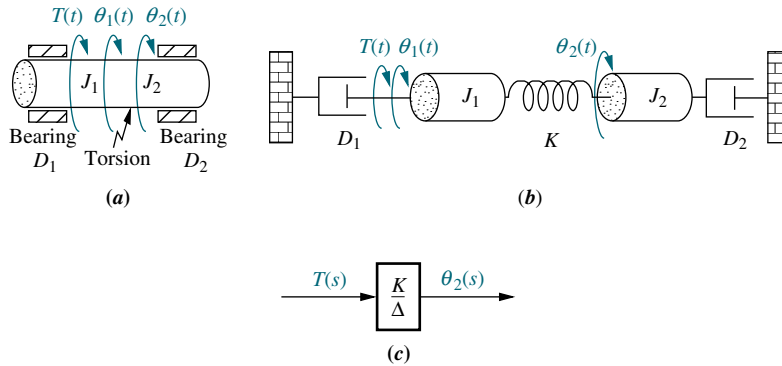 T(t) θ1(t) θ2(t)
J1 J2
Bearing Bearing
D1 Torsion D2
(a)
T(t) θ1(t) θ2(t)
J1 J2
D1 K D2
(b)
T(s) K/Δ θ2(s)
(c)